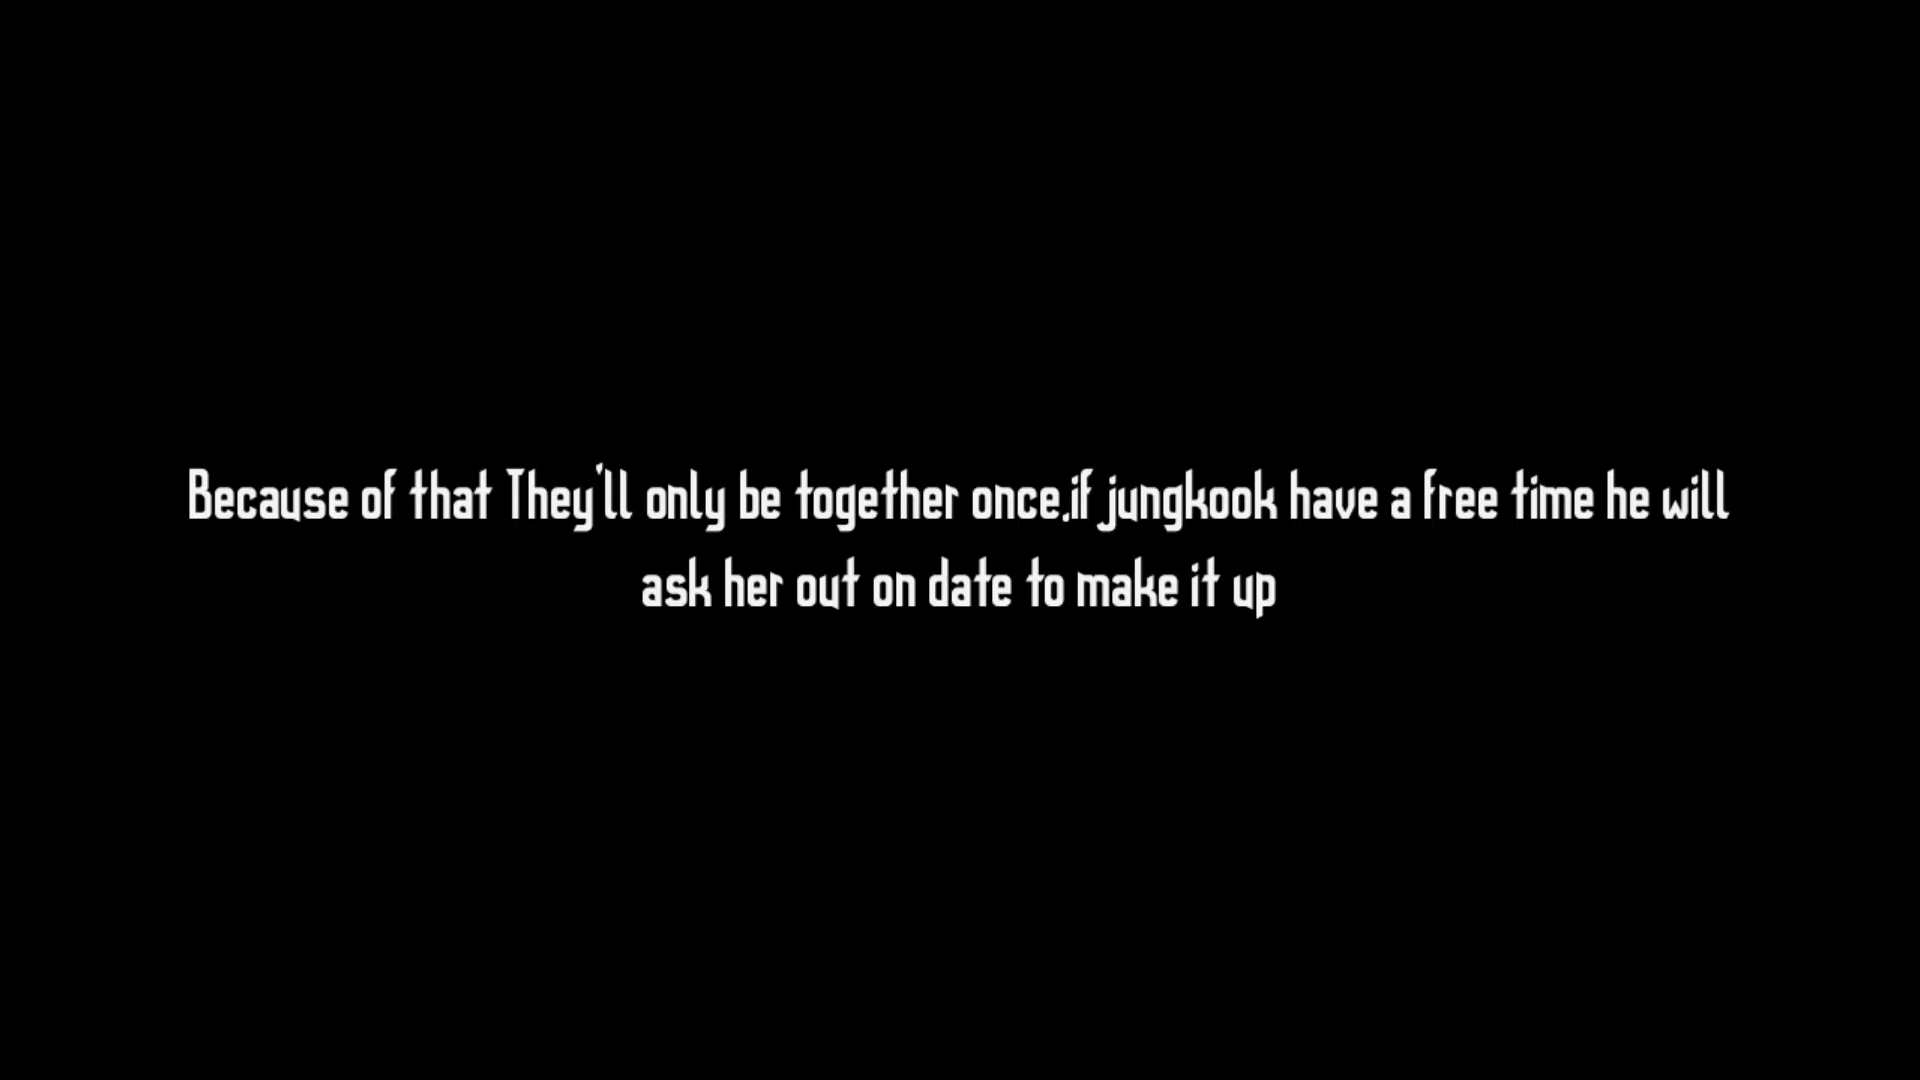 Because of that They'll only be together once.if jungkook have a free time he will
ask her out on date to make it up